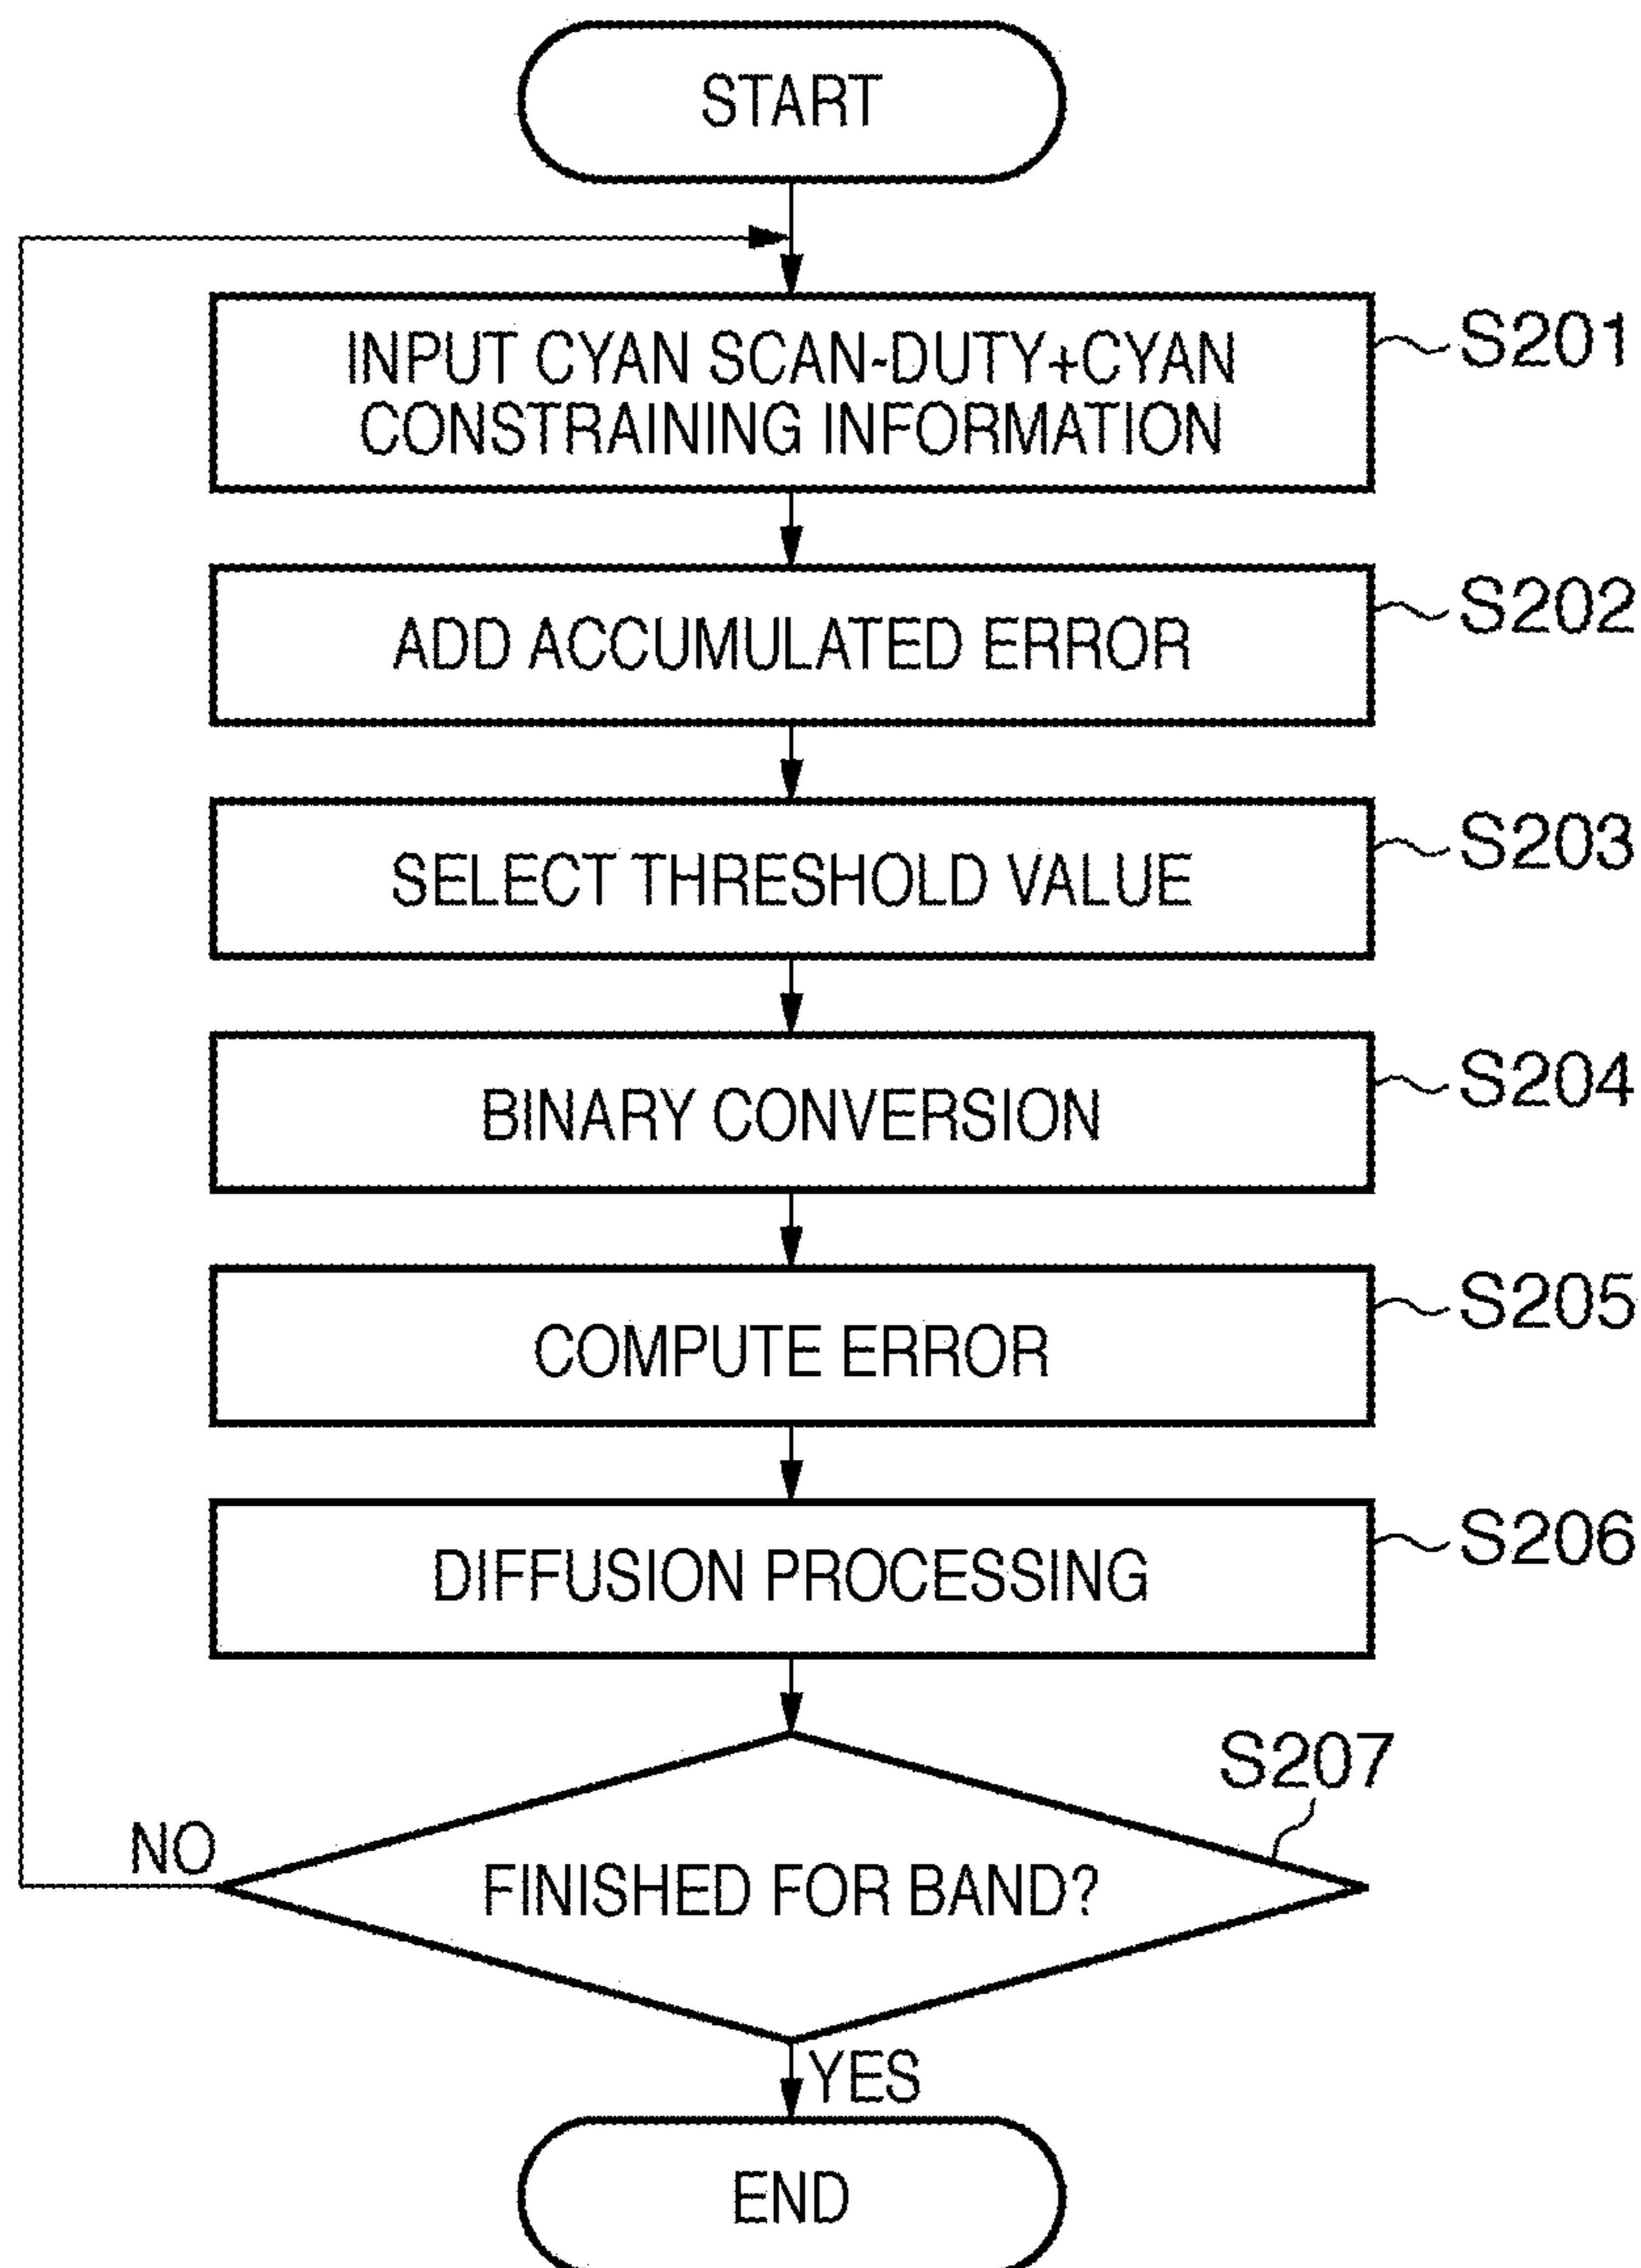 START
INPUT CYAN SCAN-DUTY+CYAN
CONSTRAINING INFORMATION
S201
ADD ACCUMULATED ERROR
S202
SELECT THRESHOLD VALUE
S203
BINARY CONVERSION
S204
COMPUTE ERROR
S205
DIFFUSION PROCESSING
S206
S207
NO
FINISHED FOR BAND?
YES
END